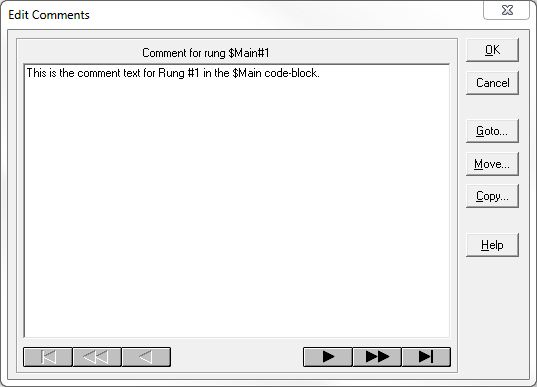 Edit Comments
Comment for rung $Main#1
This is the comment text for Rung #1 in the $Main code-block.
OK
Cancel
Goto...
Move...
Copy...
Help